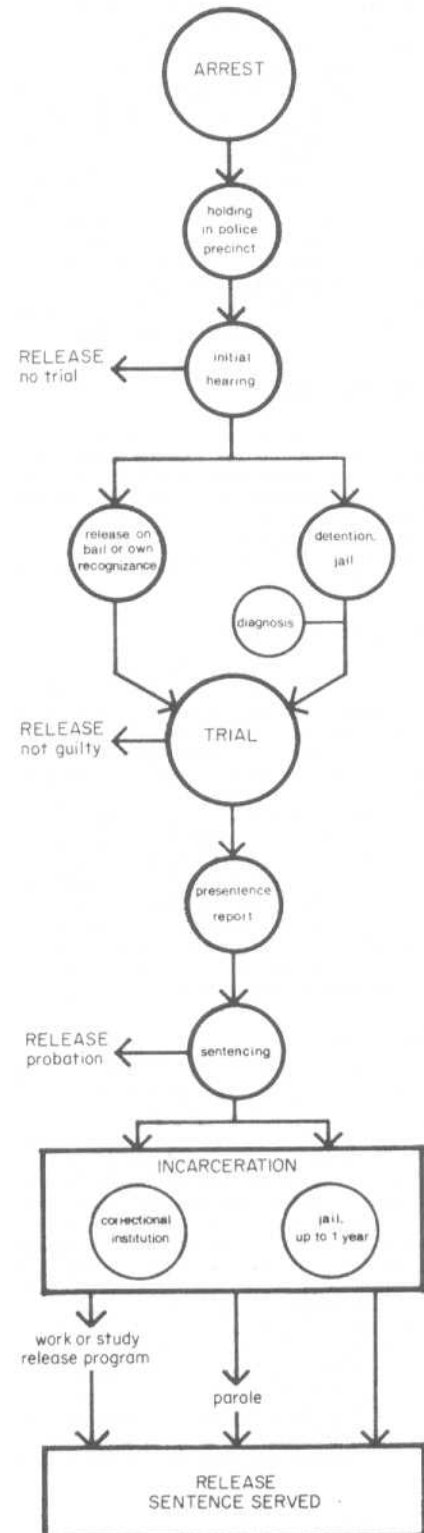 ARREST
holding
in police
precinct
RELEASE
no trial
initial
hearing
release on
bail or own
recognizance
detention,
jail
diagnosis
RELEASE
not guilty
TRIAL
presentence
report
RELEASE
probation
sentencing
INCARCERATION
correctional
institution
jail,
up to 1 year
work or study
release program
parole
RELEASE
SENTENCE SERVED